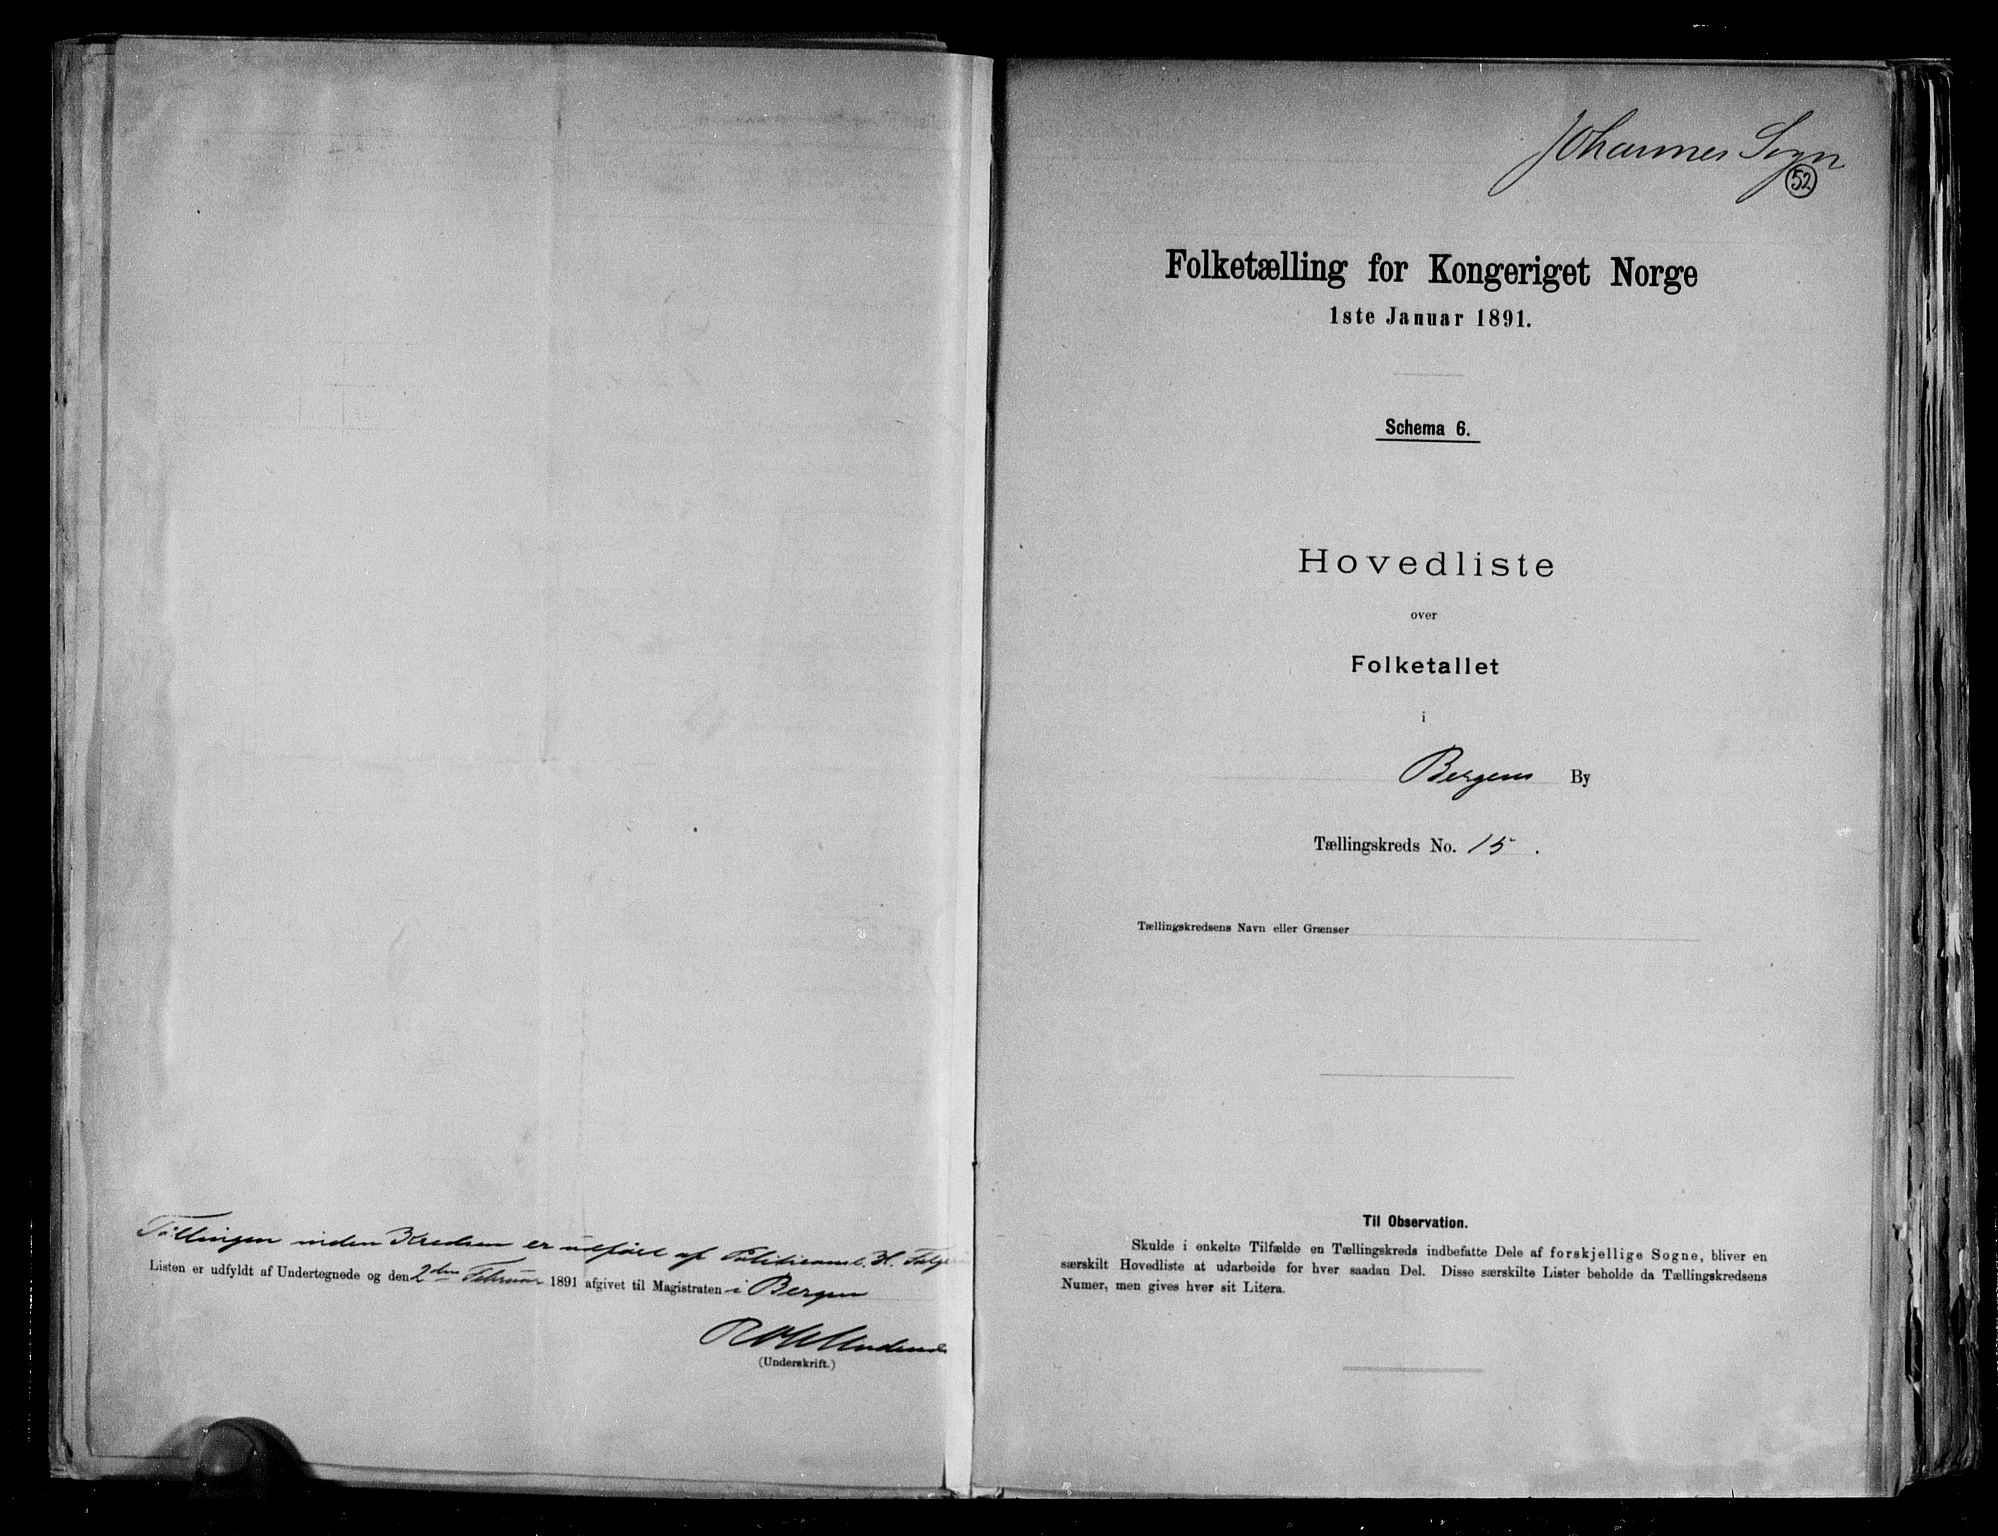 Tællingen inden Kredsen er udført af Politibetj. H.
Listen er udfyldt af Undertegnede og den 2den Februar 1891 afgivet til Magistraten i Bergen
(Underskrift.)
Johannes Sogn
52
Folketælling for Kongeriget Norge
1ste Januar 1891.
Schema 6.
Hovedliste
over
Folketallet
i
Bergens By
Tællingskreds No. 15.
Tællingskredsens Navn eller Grænser
Til Observation.
Skulde i enkelte Tilfælde en Tællingskreds indbefatte Dele af forskjellige Sogne, bliver en
særskilt Hovedliste at udarbeide for hver saadan Del. Disse særskilte Lister beholde da Tællingskredsens
Numer, men gives hver sit Litera.